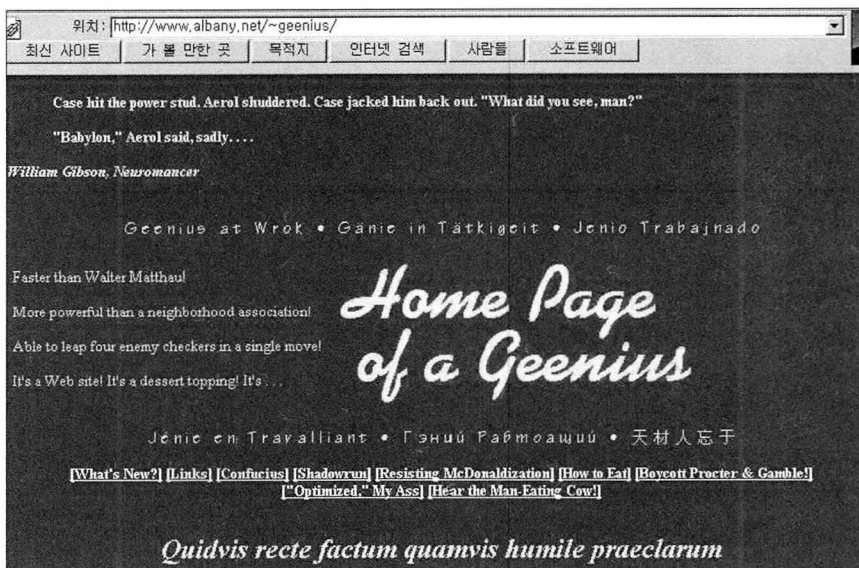 위치: http://www.albany.net/~geenius/
최신 사이트 가 볼 만한 곳 목적지 인터넷 검색 사람들 소프트웨어
Case hit the power stud. Aerol shuddered. Case jacked him back out. "What did you see, man?"
"Babylon," Aerol said, sadly. . . .
William Gibson, Neuromancer
Geenius at Wrok • Gänie in Tätkigeit • Jenio Trabajnado
Faster than Walter Matthau!
More powerful than a neighborhood association!
Able to leap four enemy checkers in a single move!
It's a Web site! It's a dessert topping! It's . . .
Home Page
of a Geenius
Jénie en Travalliant • Гэний Рабтоащий • 天材人忘于
[What's New?] [Links] [Confucius] [Shadowrun] [Resisting McDonaldization] [How to Eat] [Boycott Procter & Gamble!]
["Optimized." My Ass] [Hear the Man-Eating Cow!]
Quidvis recte factum quamvis humile praeclarum